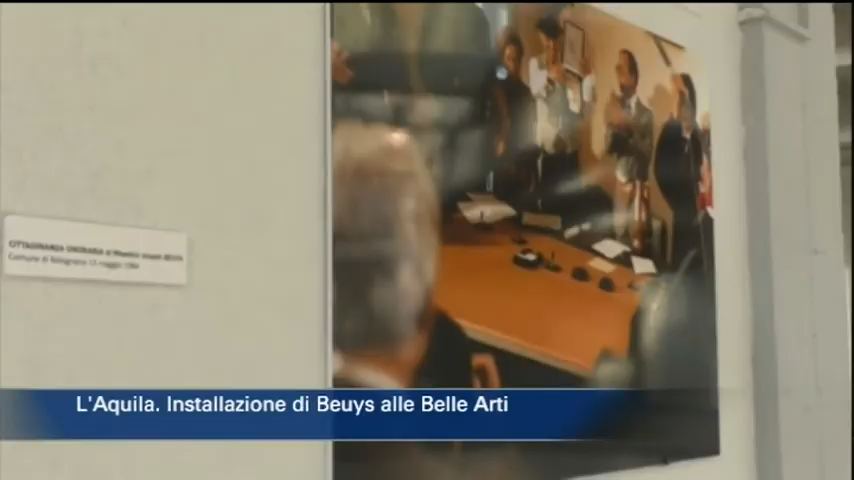 CITTADINANZA ONORARIA al Maestro Joseph BEUYS
Comune di Bolognano 13 maggio 1984
L'Aquila. Installazione di Beuys alle Belle Arti